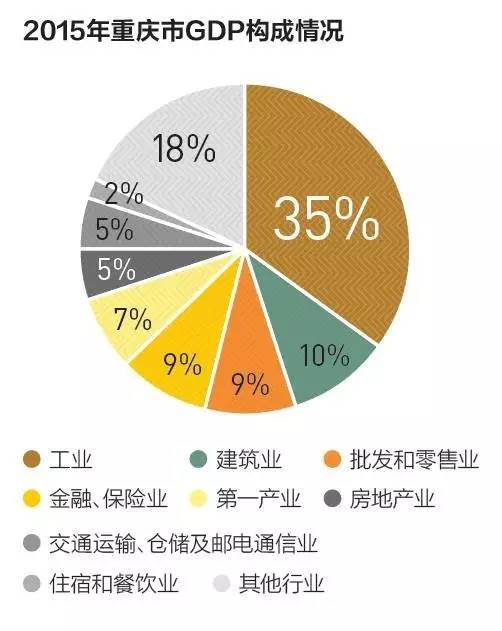 2015年重庆市GDP构成情况
18%
35%
2%
5%
5%
7%
9%
9%
10%
工业 建筑业 批发和零售业
金融、保险业 第一产业 房地产业
交通运输、仓储及邮电通信业
住宿和餐饮业 其他行业